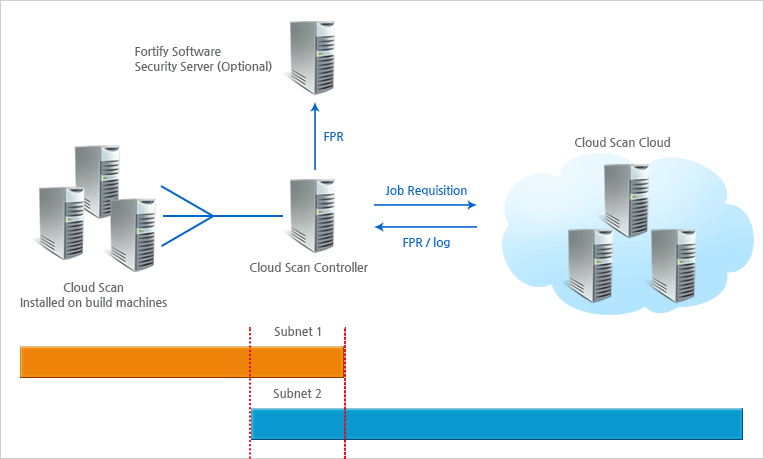 Fortify Software
Security Server (Optional)
FPR
Cloud Scan Cloud
Job Requisition
FPR / log
Cloud Scan Controller
Cloud Scan
Installed on build machines
Subnet 1
Subnet 2